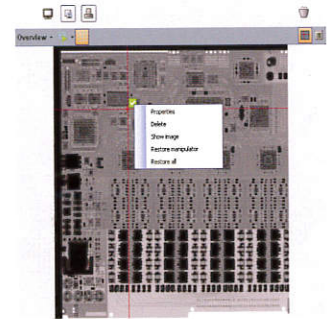 Overview
Properties
Delete
Show image
Restore manipulator
Restore all